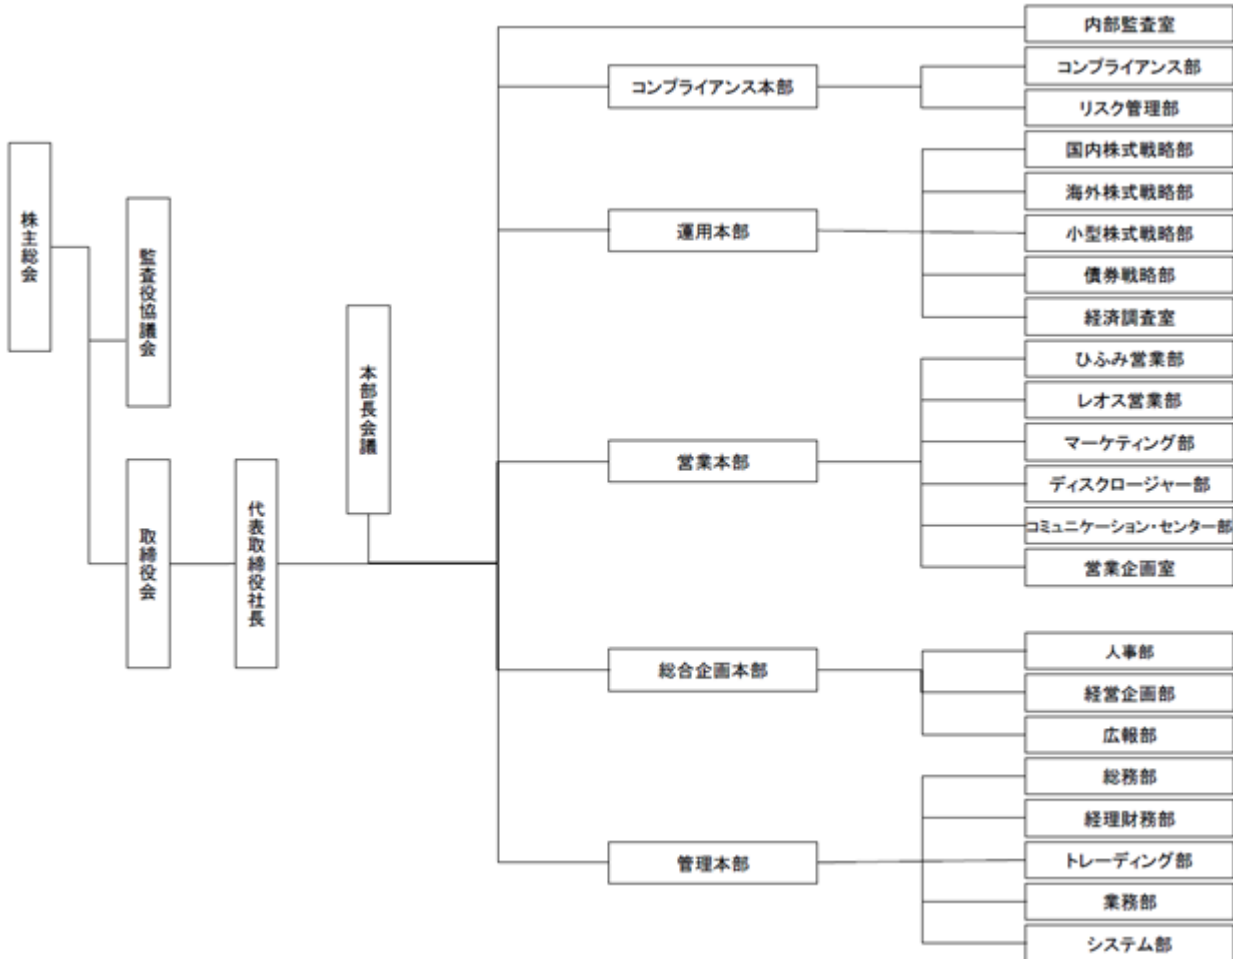 株主総会
監査役協議会
取締役会
代表取締役社長
本部長会議
内部監査室
コンプライアンス本部
コンプライアンス部
リスク管理部
運用本部
国内株式戦略部
海外株式戦略部
小型株式戦略部
債券戦略部
経済調査室
営業本部
ひふみ営業部
レオス営業部
マーケティング部
ディスクロージャー部
コミュニケーション・センター部
営業企画室
総合企画本部
人事部
経営企画部
広報部
管理本部
総務部
経理財務部
トレーディング部
業務部
システム部